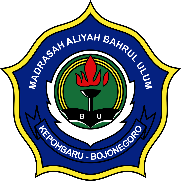 MADRASAH ALIYAH BAHRUL ULUM
B U
KEPOHBARU - BOJONEGORO